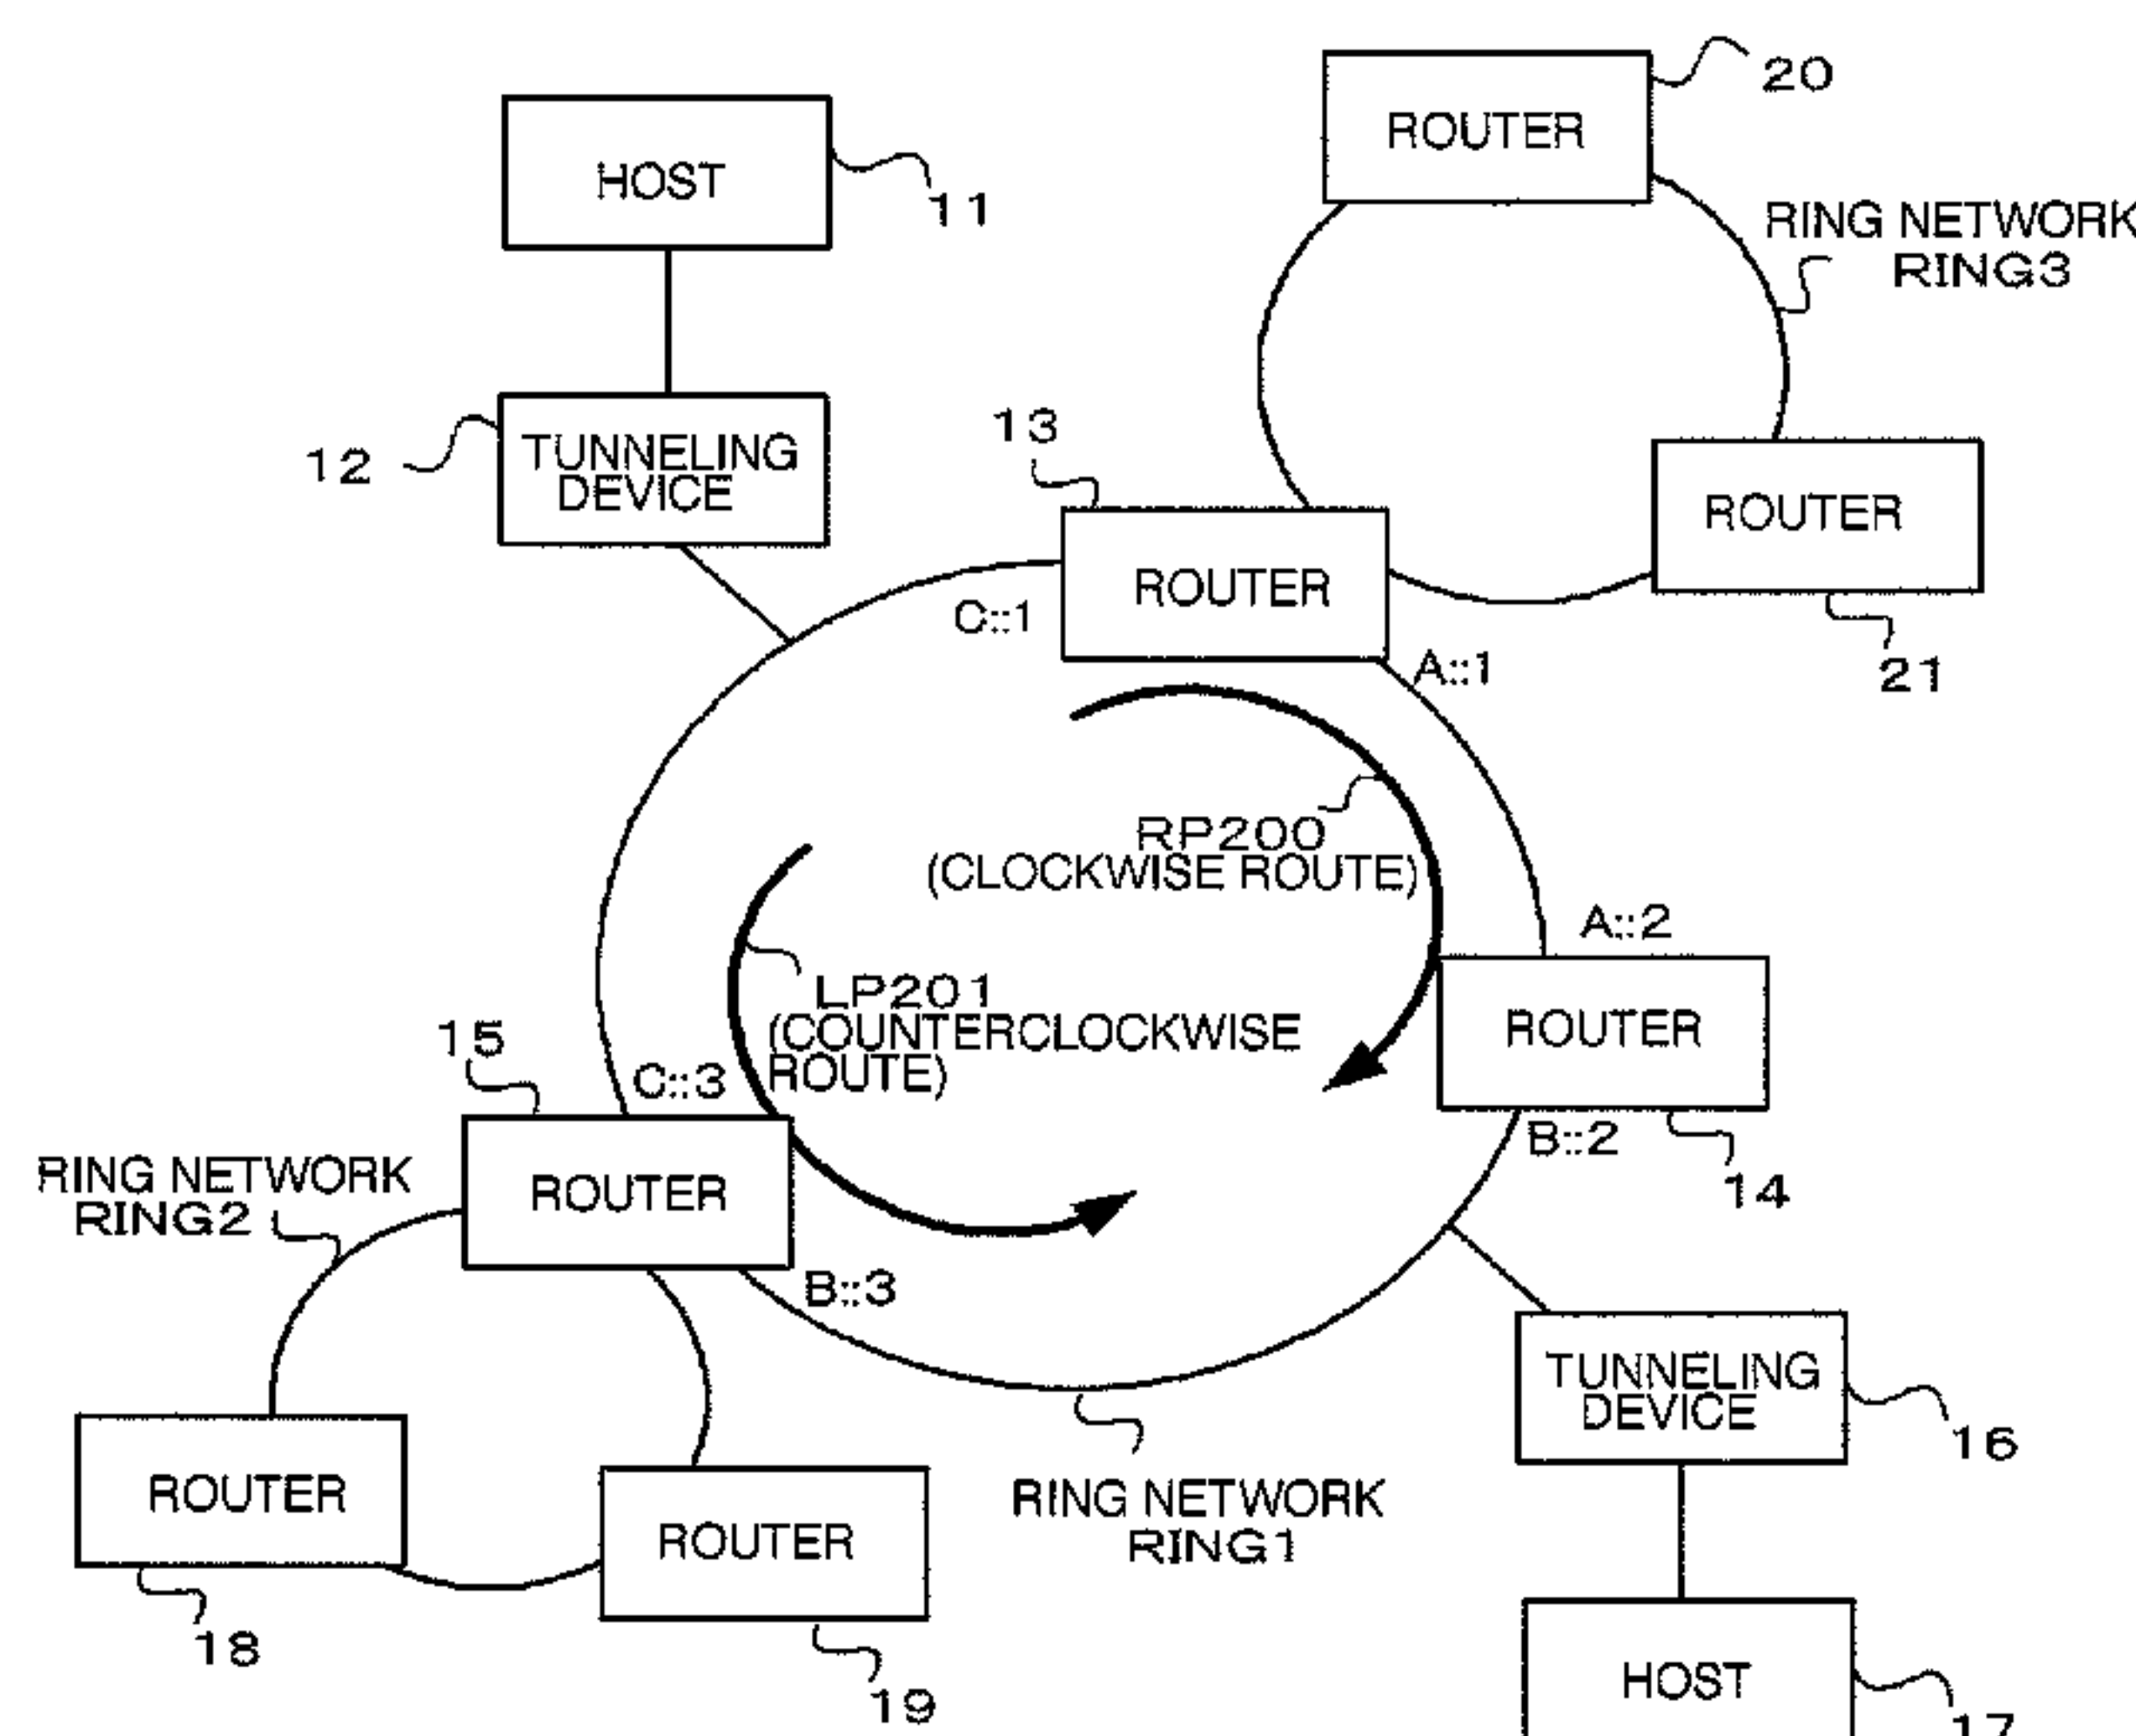 20
ROUTER
HOST
11
RING NETWORK
RING3
13
12
TUNNELING
DEVICE
ROUTER
ROUTER
C::1
A::1
21
RP200
(CLOCKWISE ROUTE)
A::2
LP201
(COUNTERCLOCKWISE
ROUTE)
15
C::3
ROUTER
B::2
14
RING NETWORK
RING2
ROUTER
B::3
TUNNELING
DEVICE
16
ROUTER
RING NETWORK
RING1
ROUTER
18
19
HOST
17